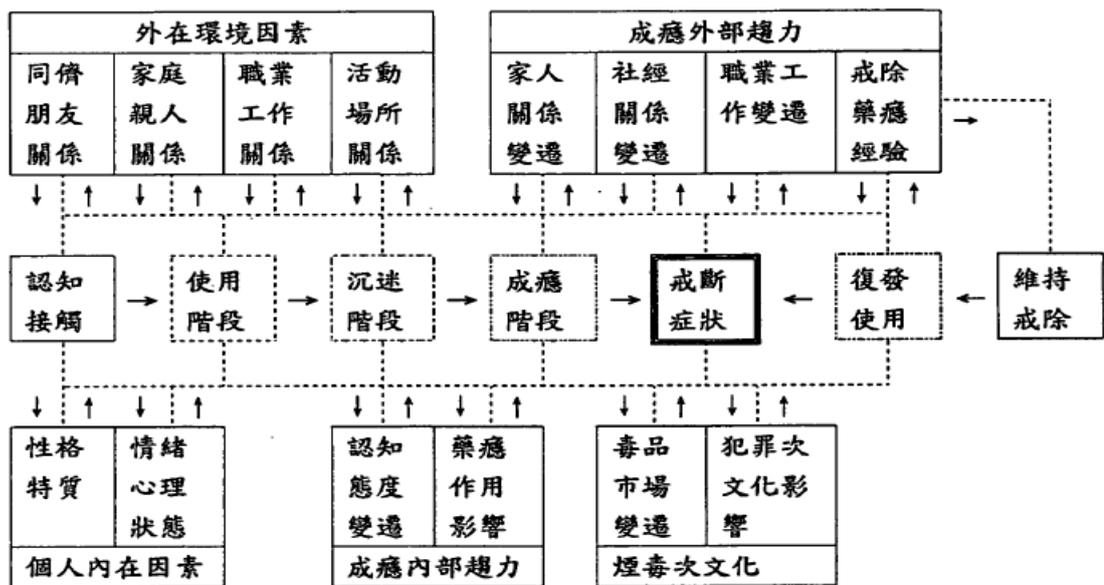 外在環境因素
同儕
朋友
關係
家庭
親人
關係
職業
工作
關係
活動
場所
關係
成癮外部趨力
家人
關係
變遷
社經
關係
變遷
職業工
作變遷
戒除
藥癮
經驗
認知
接觸
使用
階段
沉迷
階段
成癮
階段
戒斷
症狀
復發
使用
維持
戒除
性格
特質
情緒
心理
狀態
個人內在因素
認知
態度
變遷
藥癮
作用
影響
成癮內部趨力
毒品
市場
變遷
犯罪次
文化影
響
煙毒次文化